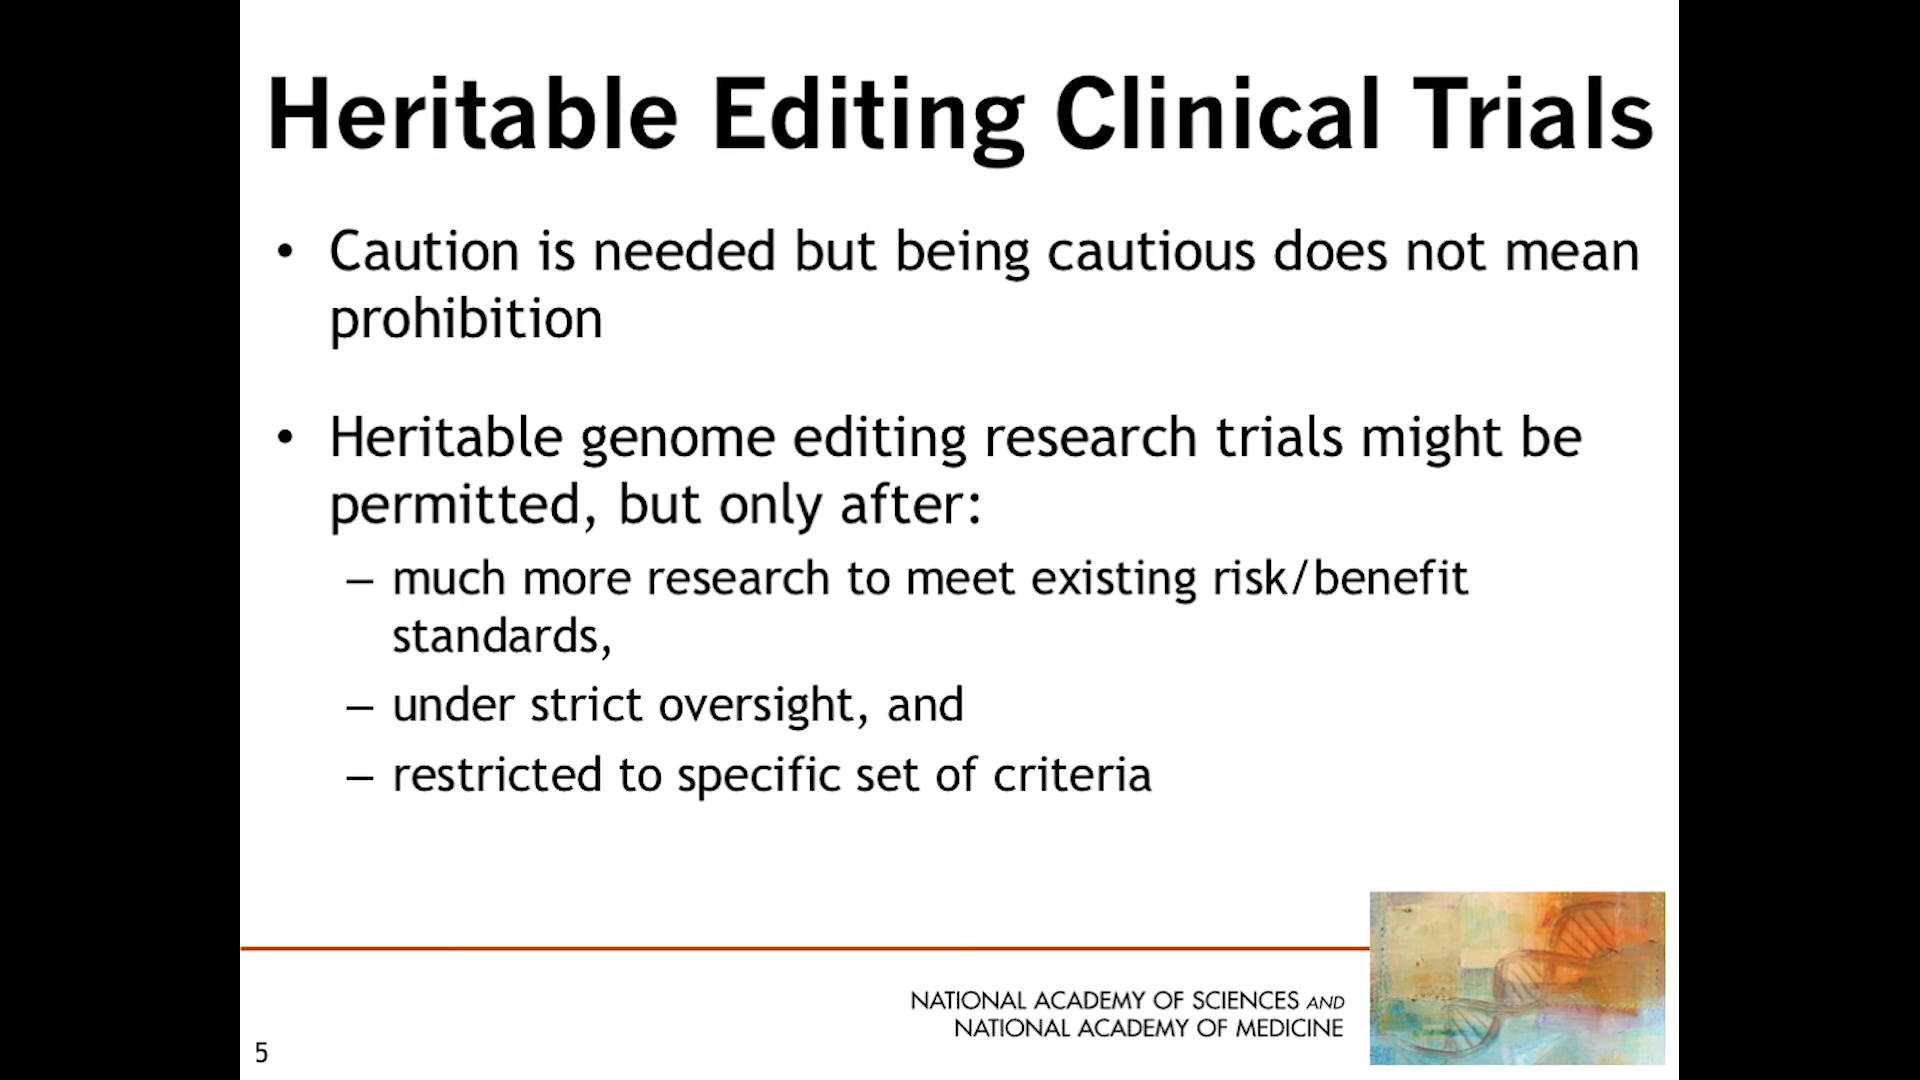 Heritable Editing Clinical Trials
• Caution is needed but being cautious does not mean
prohibition
• Heritable genome editing research trials might be
permitted, but only after:
– much more research to meet existing risk/benefit
standards,
– under strict oversight, and
– restricted to specific set of criteria
NATIONAL ACADEMY OF SCIENCES AND
NATIONAL ACADEMY OF MEDICINE
5